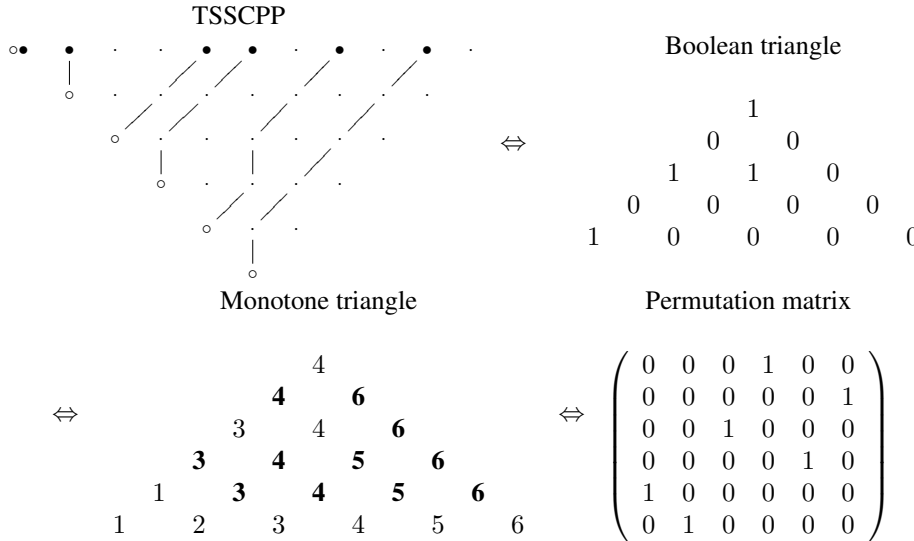 TSSCPP
Boolean triangle
1
0 0
⇔
1 1 0
0 0 0 0
1 0 0 0 0
Monotone triangle
Permutation matrix
4
4 6
3 4 6
3 4 5 6
1 3 4 5 6
1 2 3 4 5 6
⇔
⇔
0 0 0 1 0 0
0 0 0 0 0 1
0 0 1 0 0 0
0 0 0 0 1 0
1 0 0 0 0 0
0 1 0 0 0 0